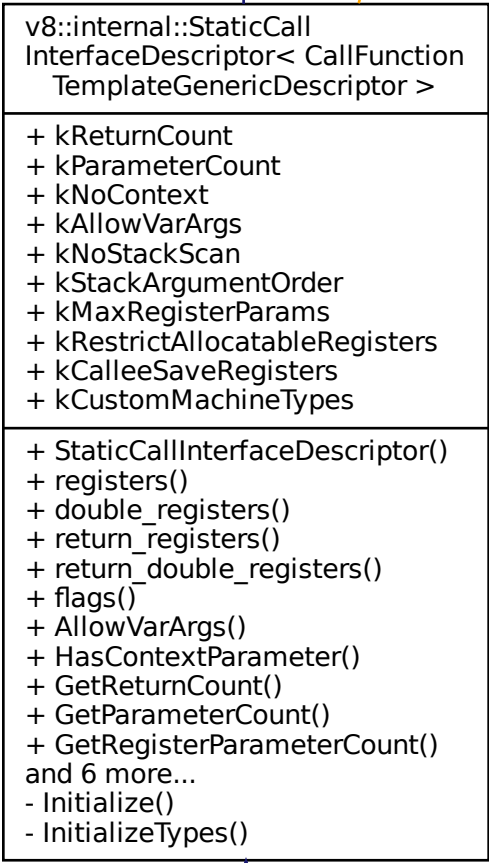 v8::internal::StaticCall
InterfaceDescriptor< CallFunction
TemplateGenericDescriptor >
+ kReturnCount
+ kParameterCount
+ kNoContext
+ kAllowVarArgs
+ kNoStackScan
+ kStackArgumentOrder
+ kMaxRegisterParams
+ kRestrictAllocatableRegisters
+ kCalleeSaveRegisters
+ kCustomMachineTypes
+ StaticCallInterfaceDescriptor()
+ registers()
+ double_registers()
+ return_registers()
+ return_double_registers()
+ flags()
+ AllowVarArgs()
+ HasContextParameter()
+ GetReturnCount()
+ GetParameterCount()
+ GetRegisterParameterCount()
and 6 more...
- Initialize()
- InitializeTypes()